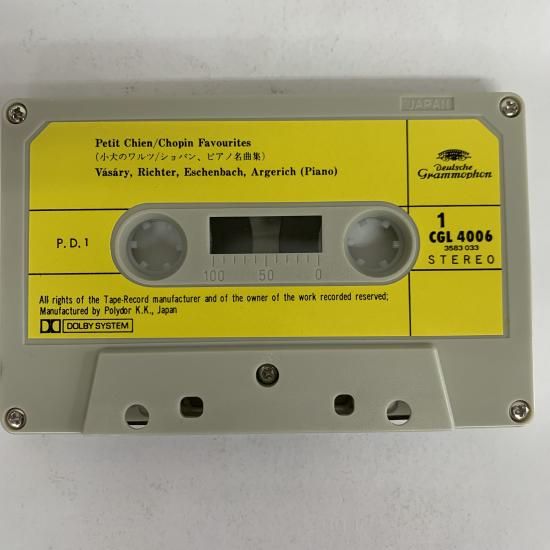 JAPAN
Petit Chien/Chopin Favourites
(小犬のワルツ/ショパン、ピアノ名曲集)
Vásáry, Richter, Eschenbach, Argerich (Piano)
Deutsche
Grammophon
P.D.1
1
CGL 4006
3583 033
STEREO
100 50 0
All rights of the Tape-Record manufacturer and of the owner of the work recorded reserved;
Manufactured by Polydor K.K., Japan
DOLBY SYSTEM